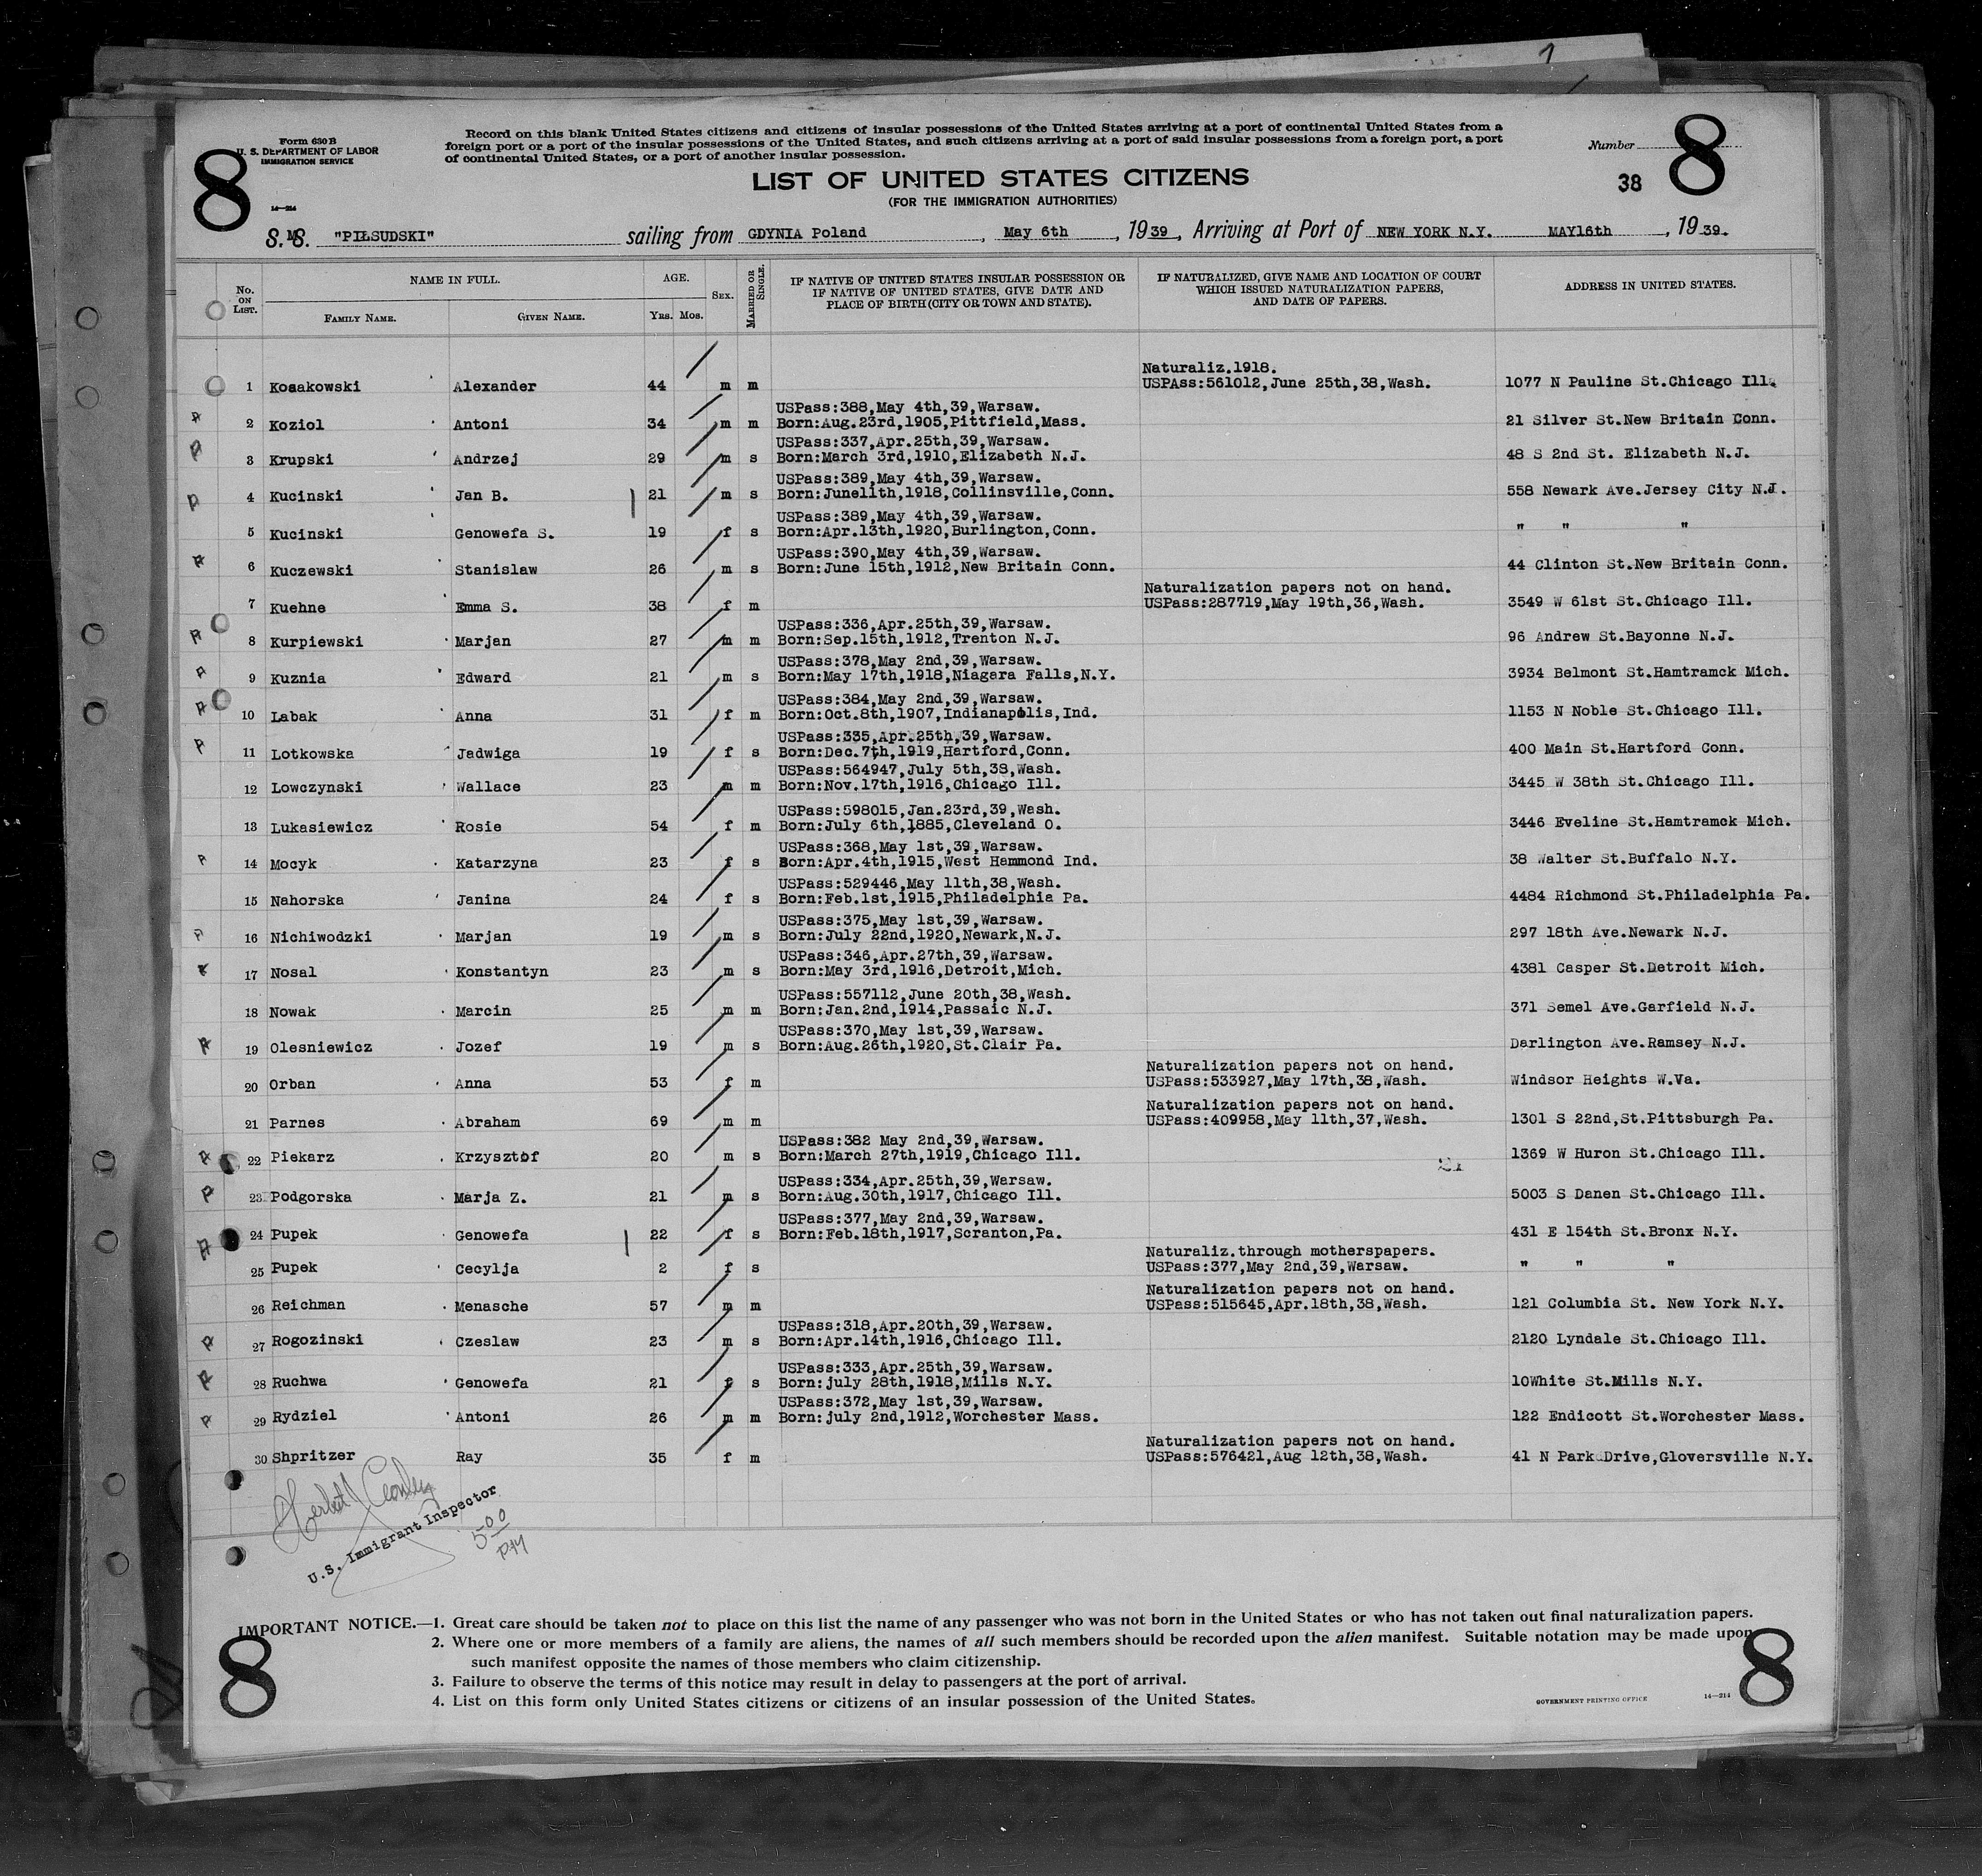 1
Form 630 B
U. S. DEPARTMENT OF LABOR
IMMIGRATION SERVICE
14—214
8
Record on this blank United States citizens and citizens of insular possessions of the United States arriving at a port of continental United States from a
foreign port or a port of the insular possessions of the United States, and such citizens arriving at a port of said insular possessions from a foreign port, a port
of continental United States, or a port of another insular possession.
Number
8
LIST OF UNITED STATES CITIZENS
(FOR THE IMMIGRATION AUTHORITIES)
38
S.M.S. "PIŁSUDSKI" sailing from GDYNIA Poland, May 6th, 1939, Arriving at Port of NEW YORK N.Y. MAY16th, 1939.
No. ON LIST. NAME IN FULL. AGE. SEX. MARRIED OR SINGLE. IF NATIVE OF UNITED STATES INSULAR POSSESSION OR IF NATIVE OF UNITED STATES, GIVE DATE AND PLACE OF BIRTH (CITY OR TOWN AND STATE). IF NATURALIZED, GIVE NAME AND LOCATION OF COURT WHICH ISSUED NATURALIZATION PAPERS, AND DATE OF PAPERS. ADDRESS IN UNITED STATES.
FAMILY NAME. GIVEN NAME. YRS. MOS.
Naturaliz.1918.
1 Kosakowski Alexander 44 m m USPAss:561012,June 25th,38,Wash. 1077 N Pauline St.Chicago Ill.
USPass:388,May 4th,39,Warsaw.
2 Koziol Antoni 34 m m Born:Aug.23rd,1905,Pittfield,Mass. 21 Silver St.New Britain Conn.
USPass:337,Apr.25th,39,Warsaw.
3 Krupski Andrzej 29 m s Born:March 3rd,1910,Elizabeth N.J. 48 S 2nd St. Elizabeth N.J.
USPass:389,May 4th,39,Warsaw.
4 Kucinski Jan B. 21 m s Born:June11th,1918,Collinsville,Conn. 558 Newark Ave.Jersey City N.J.
USPass:389,May 4th,39,Warsaw.
5 Kucinski Genowefa S. 19 f s Born:Apr.13th,1920,Burlington,Conn. " " "
USPass:390,May 4th,39,Warsaw.
6 Kuczewski Stanislaw 26 m s Born:June 15th,1912,New Britain Conn. 44 Clinton St.New Britain Conn.
Naturalization papers not on hand.
7 Kuehne Emma S. 38 f m USPass:287719,May 19th,36,Wash. 3549 W 61st St.Chicago Ill.
USPass:336,Apr.25th,39,Warsaw.
8 Kurpiewski Marjan 27 m m Born:Sep.15th,1912,Trenton N.J. 96 Andrew St.Bayonne N.J.
USPass:378,May 2nd,39,Warsaw.
9 Kuznia Edward 21 m s Born:May 17th,1918,Niagara Falls,N.Y. 3934 Belmont St.Hamtramck Mich.
USPass:384,May 2nd,39,Warsaw.
10 Labak Anna 31 f m Born:Oct.8th,1907,Indianapolis,Ind. 1153 N Noble St.Chicago Ill.
USPass:335,Apr.25th,39,Warsaw.
11 Lotkowska Jadwiga 19 f s Born:Dec.7th,1919,Hartford,Conn. 400 Main St.Hartford Conn.
USPass:564947,July 5th,38,Wash.
12 Lowczynski Wallace 23 m m Born:Nov.17th,1916,Chicago Ill. 3445 W 38th St.Chicago Ill.
USPass:598015,Jan.23rd,39,Wash.
13 Lukasiewicz Rosie 54 f m Born:July 6th,1885,Cleveland O. 3446 Eveline St.Hamtramck Mich.
USPass:368,May 1st,39,Warsaw.
14 Mocyk Katarzyna 23 f s Born:Apr.4th,1915,West Hammond Ind. 38 Walter St.Buffalo N.Y.
USPass:529446,May 11th,38,Wash.
15 Nahorska Janina 24 f s Born:Feb.1st,1915,Philadelphia Pa. 4484 Richmond St.Philadelphia Pa.
USPass:375,May 1st,39,Warsaw.
16 Nichiwodzki Marjan 19 m s Born:July 22nd,1920,Newark,N.J. 297 18th Ave.Newark N.J.
USPass:346,Apr.27th,39,Warsaw.
17 Nosal Konstantyn 23 m s Born:May 3rd,1916,Detroit,Mich. 4381 Casper St.Detroit Mich.
USPass:557112,June 20th,38,Wash.
18 Nowak Marcin 25 m m Born:Jan.2nd,1914,Passaic N.J. 371 Semel Ave.Garfield N.J.
USPass:370,May 1st,39,Warsaw.
19 Olesniewicz Jozef 19 m s Born:Aug.26th,1920,St.Clair Pa. Darlington Ave.Ramsey N.J.
Naturalization papers not on hand.
20 Orban Anna 53 f m USPass:533927,May 17th,38,Wash. Windsor Heights W.Va.
Naturalization papers not on hand.
21 Parnes Abraham 69 m m USPass:409958,May 11th,37,Wash. 1301 S 22nd,St.Pittsburgh Pa.
USPass:382 May 2nd,39,Warsaw.
22 Piekarz Krzysztof 20 m s Born:March 27th,1919,Chicago Ill. 1369 W Huron St.Chicago Ill.
USPass:334,Apr.25th,39,Warsaw.
23 Podgorska Marja Z. 21 m s Born:Aug.30th,1917,Chicago Ill. 5003 S Danen St.Chicago Ill.
USPass:377,May 2nd,39,Warsaw.
24 Pupek Genowefa 22 f s Born:Feb.18th,1917,Scranton,Pa. 431 E 154th St.Bronx N.Y.
Naturaliz.through motherspapers.
25 Pupek Cecylja 2 f s USPass:377,May 2nd,39,Warsaw. " " "
Naturalization papers not on hand.
26 Reichman Menasche 57 m m USPass:515645,Apr.18th,38,Wash. 121 Columbia St. New York N.Y.
USPass:318,Apr.20th,39,Warsaw.
27 Rogozinski Czeslaw 23 m s Born:Apr.14th,1916,Chicago Ill. 2120 Lyndale St.Chicago Ill.
USPass:333,Apr.25th,39,Warsaw.
28 Ruchwa Genowefa 21 f s Born:july 28th,1918,Mills N.Y. 10White St.Mills N.Y.
USPass:372,May 1st,39,Warsaw.
29 Rydziel Antoni 26 m m Born:july 2nd,1912,Worchester Mass. 122 Endicott St.Worchester Mass.
Naturalization papers not on hand.
30 Shpritzer Ray 35 f m USPass:576421,Aug 12th,38,Wash. 41 N Park Drive,Gloversville N.Y.
U.S. Immigrant Inspector
500
IMPORTANT NOTICE.—1. Great care should be taken not to place on this list the name of any passenger who was not born in the United States or who has not taken out final naturalization papers.
2. Where one or more members of a family are aliens, the names of all such members should be recorded upon the alien manifest. Suitable notation may be made upon
such manifest opposite the names of those members who claim citizenship.
3. Failure to observe the terms of this notice may result in delay to passengers at the port of arrival.
4. List on this form only United States citizens or citizens of an insular possession of the United States.
GOVERNMENT PRINTING OFFICE 14—214
8
8